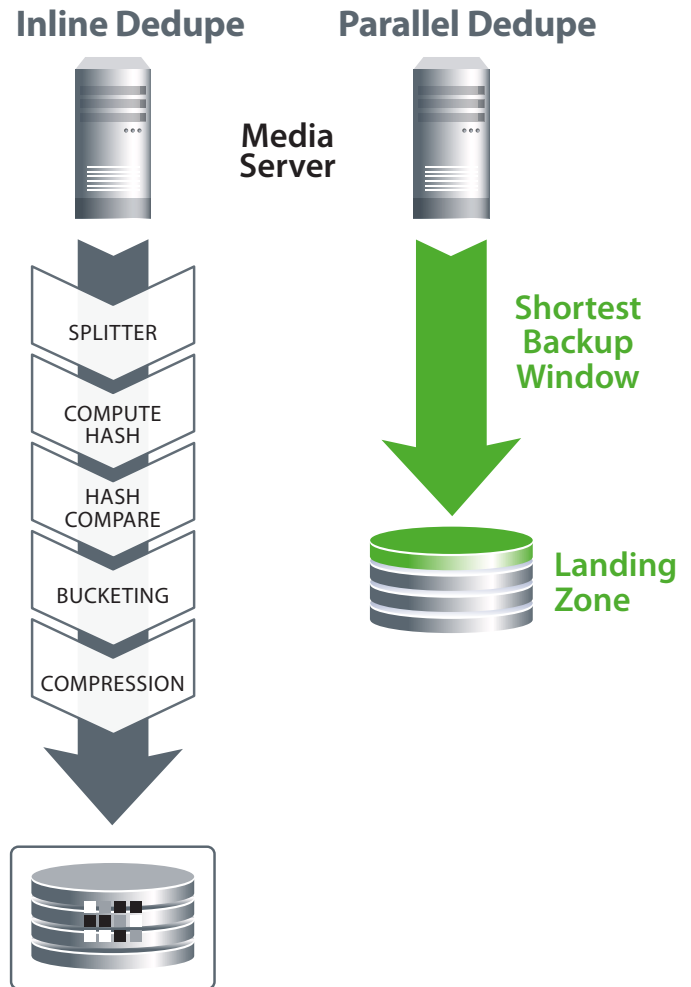 Inline Dedupe
Parallel Dedupe
Media
Server
SPLITTER
COMPUTE
HASH
HASH
COMPARE
BUCKETING
COMPRESSION
Shortest
Backup
Window
Landing
Zone